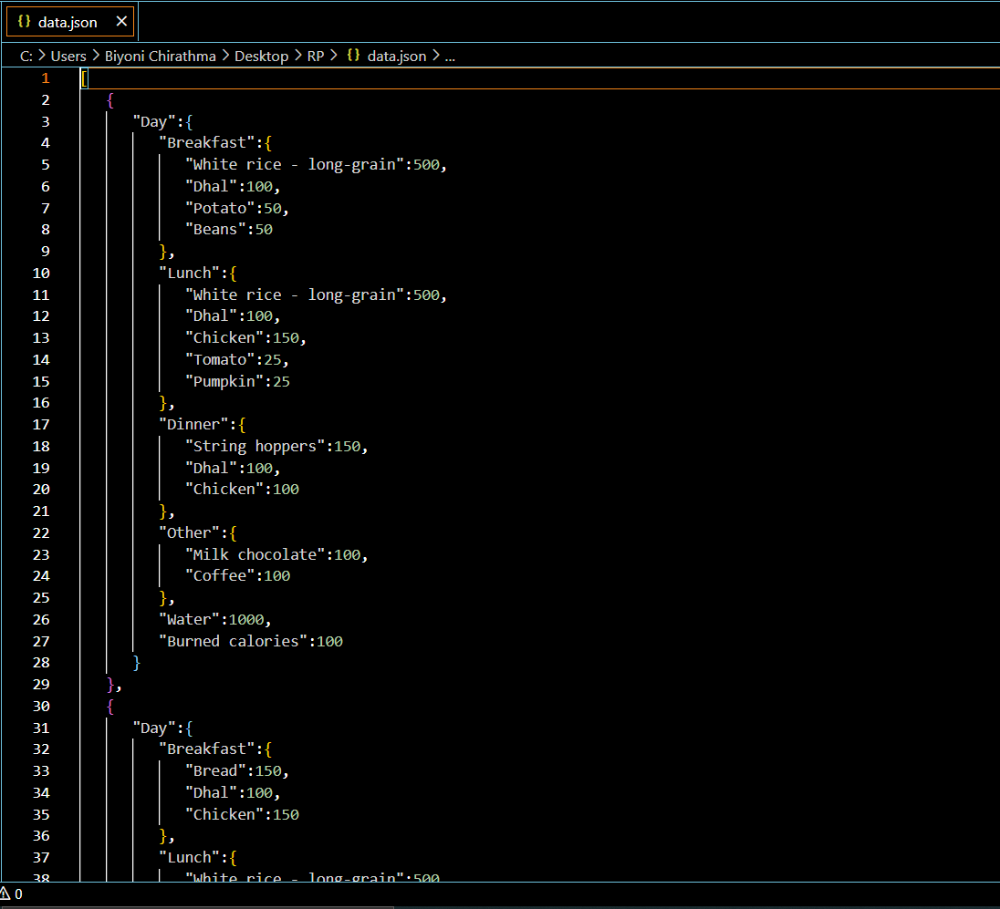 {} data.json ×
C: > Users > Biyoni Chirathma > Desktop > RP > {} data.json > ...
1 [
2 {
3 "Day":{
4 "Breakfast":{
5 "White rice - long-grain":500,
6 "Dhal":100,
7 "Potato":50,
8 "Beans":50
9 },
10 "Lunch":{
11 "White rice - long-grain":500,
12 "Dhal":100,
13 "Chicken":150,
14 "Tomato":25,
15 "Pumpkin":25
16 },
17 "Dinner":{
18 "String hoppers":150,
19 "Dhal":100,
20 "Chicken":100
21 },
22 "Other":{
23 "Milk chocolate":100,
24 "Coffee":100
25 },
26 "Water":1000,
27 "Burned calories":100
28 }
29 },
30 {
31 "Day":{
32 "Breakfast":{
33 "Bread":150,
34 "Dhal":100,
35 "Chicken":150
36 },
37 "Lunch":{
38 "White rice - long-grain":500
0